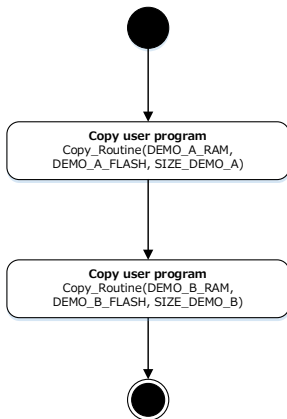 Copy user program
Copy_Routine(DEMO_A_RAM,
DEMO_A_FLASH, SIZE_DEMO_A)
Copy user program
Copy_Routine(DEMO_B_RAM,
DEMO_B_FLASH, SIZE_DEMO_B)